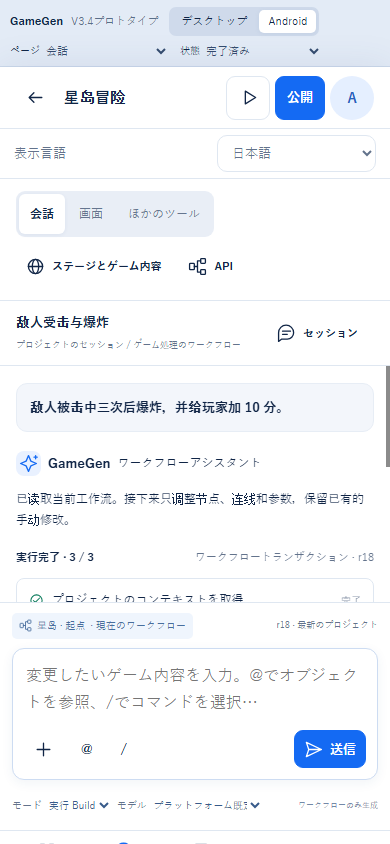 GameGen V3.4プロトタイプ デスクトップ Android
ページ 会話 状態 完了済み
星岛冒险 公開 A
表示言語 日本語
会話 画面 ほかのツール
ステージとゲーム内容 API
敌人受击与爆炸
プロジェクトのセッション / ゲーム処理のワークフロー
セッション
敌人被击中三次后爆炸，并给玩家加 10 分。
GameGen ワークフローアシスタント
已读取当前工作流。接下来只调整节点、连线和参数，保留已有的
手动修改。
実行完了 · 3 / 3 ワークフロートランザクション · r18
プロジェクトのコンテキストを取得 完了
星岛 · 起点 · 現在のワークフロー r18 · 最新のプロジェクト
変更したいゲーム内容を入力。@でオブジェク
トを参照、/でコマンドを選択…
+ @ / 送信
モード 実行 Build モデル プラットフォーム既定 ワークフローのみ生成